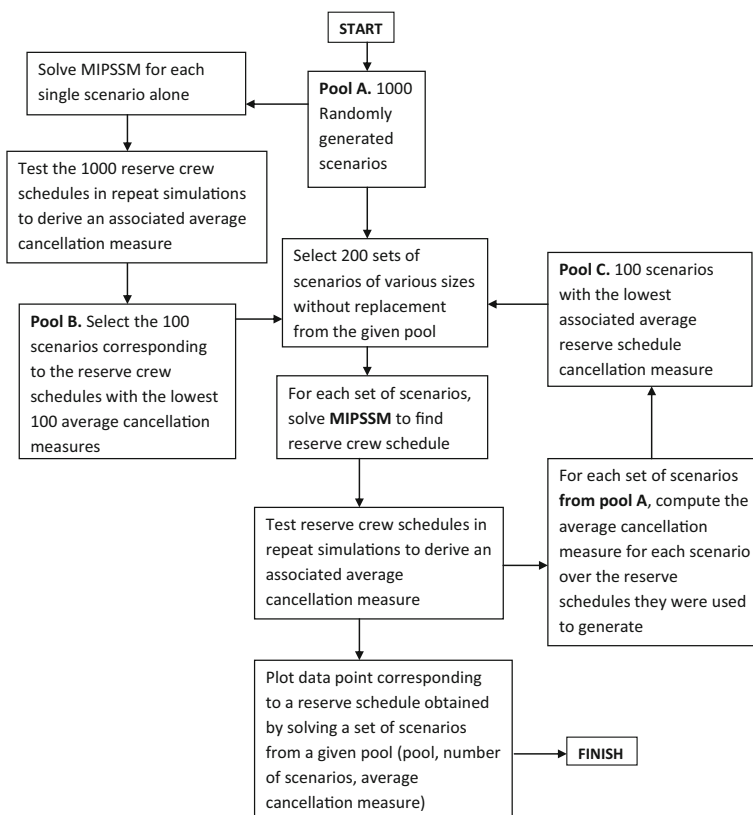 START
Solve MIPSSM for each
single scenario alone
Pool A. 1000
Randomly
generated
scenarios
Test the 1000 reserve crew
schedules in repeat simulations
to derive an associated average
cancellation measure
Select 200 sets of
scenarios of various sizes
without replacement
from the given pool
Pool C. 100 scenarios
with the lowest
associated average
reserve schedule
cancellation measure
Pool B. Select the 100
scenarios corresponding
to the reserve crew
schedules with the lowest
100 average cancellation
measures
For each set of scenarios,
solve MIPSSM to find
reserve crew schedule
For each set of scenarios
from pool A, compute the
average cancellation
measure for each scenario
over the reserve
schedules they were used
to generate
Test reserve crew schedules in
repeat simulations to derive an
associated average
cancellation measure
Plot data point corresponding
to a reserve schedule obtained
by solving a set of scenarios
from a given pool (pool, number
of scenarios, average
cancellation measure)
FINISH